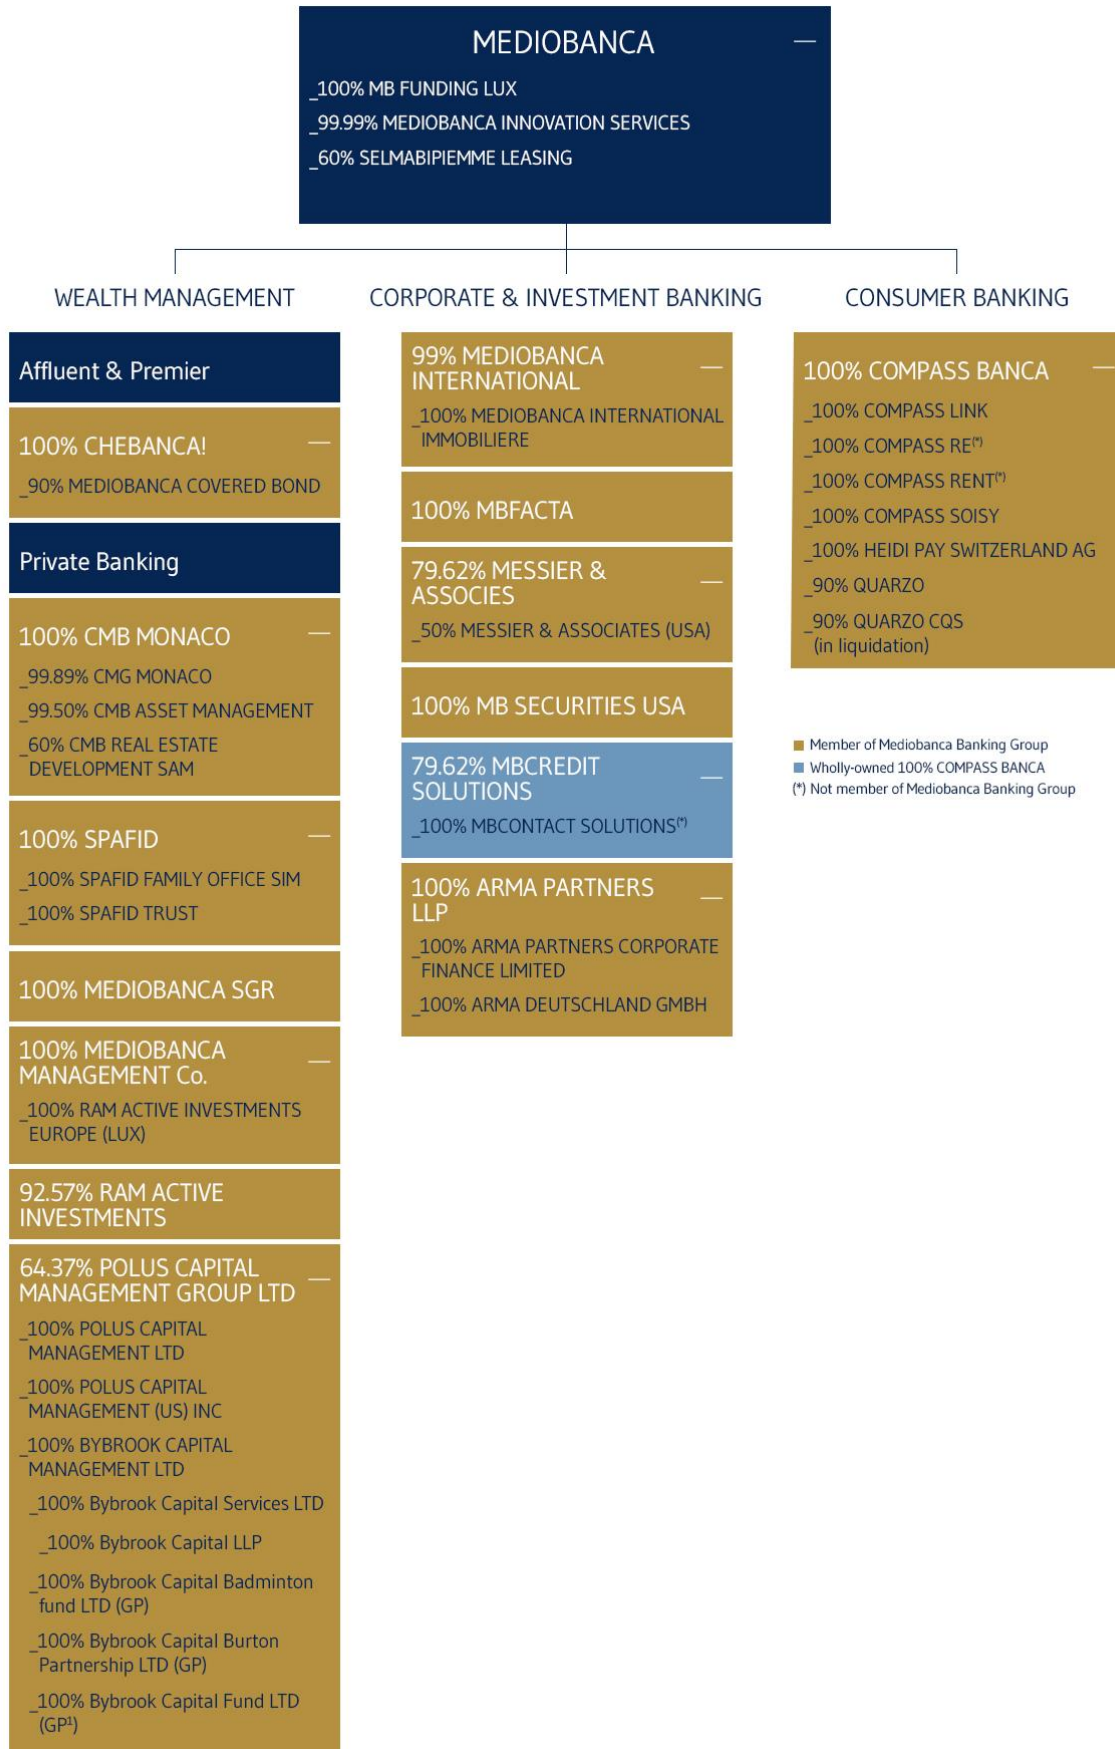 MEDIOBANCA
_100% MB FUNDING LUX
_99.99% MEDIOBANCA INNOVATION SERVICES
_60% SELMABIPIEMME LEASING
WEALTH MANAGEMENT
Affluent & Premier
100% CHEBANCA!
_90% MEDIOBANCA COVERED BOND
Private Banking
100% CMB MONACO
_99.89% CMG MONACO
_99.50% CMB ASSET MANAGEMENT
_60% CMB REAL ESTATE
DEVELOPMENT SAM
100% SPAFID
_100% SPAFID FAMILY OFFICE SIM
_100% SPAFID TRUST
100% MEDIOBANCA SGR
100% MEDIOBANCA
MANAGEMENT Co.
_100% RAM ACTIVE INVESTMENTS
EUROPE (LUX)
92.57% RAM ACTIVE
INVESTMENTS
64.37% POLUS CAPITAL
MANAGEMENT GROUP LTD
_100% POLUS CAPITAL
MANAGEMENT LTD
_100% POLUS CAPITAL
MANAGEMENT (US) INC
_100% BYBROOK CAPITAL
MANAGEMENT LTD
_100% Bybrook Capital Services LTD
_100% Bybrook Capital LLP
_100% Bybrook Capital Badminton
fund LTD (GP)
_100% Bybrook Capital Burton
Partnership LTD (GP)
_100% Bybrook Capital Fund LTD
(GP¹)
CORPORATE & INVESTMENT BANKING
99% MEDIOBANCA
INTERNATIONAL
_100% MEDIOBANCA INTERNATIONAL
IMMOBILIERE
100% MBFACTA
79.62% MESSIER &
ASSOCIES
_50% MESSIER & ASSOCIATES (USA)
100% MB SECURITIES USA
79.62% MBCREDIT
SOLUTIONS
_100% MBCONTACT SOLUTIONS(*)
100% ARMA PARTNERS
LLP
_100% ARMA PARTNERS CORPORATE
FINANCE LIMITED
_100% ARMA DEUTSCHLAND GMBH
CONSUMER BANKING
100% COMPASS BANCA
_100% COMPASS LINK
_100% COMPASS RE(*)
_100% COMPASS RENT(*)
_100% COMPASS SOISY
_100% HEIDI PAY SWITZERLAND AG
_90% QUARZO
_90% QUARZO CQS
(in liquidation)
Member of Mediobanca Banking Group
Wholly-owned 100% COMPASS BANCA
(*) Not member of Mediobanca Banking Group